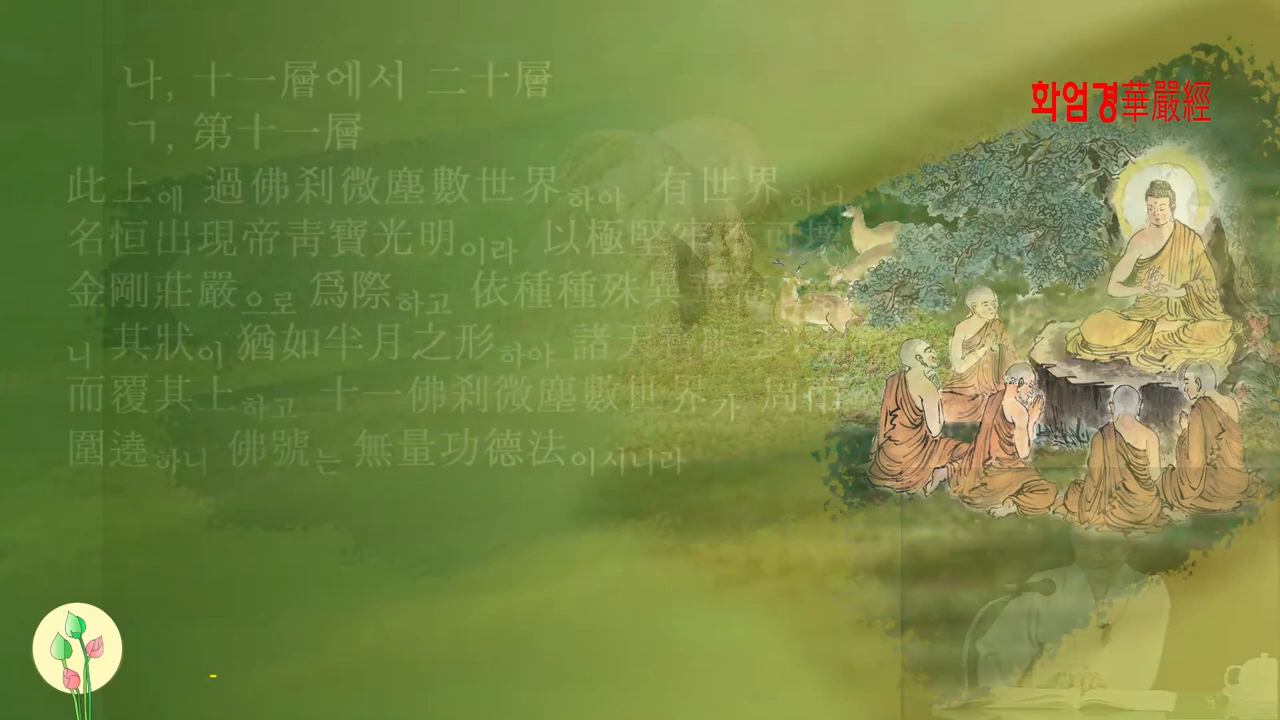 화엄경華嚴經
나, 十一層에서 二十層
ㄱ, 第十一層
此上에 過佛刹微塵數世界하야 有世界하니
名恒出現帝靑寶光明이라 以極堅牢
金剛莊嚴으로 爲際하고 依種種殊異
니 其狀이 猶如半月之形하야 諸天
而覆其上하고 十一佛刹微塵數世界가 周帀
圍遶하니 佛號는 無量功德法이시니라